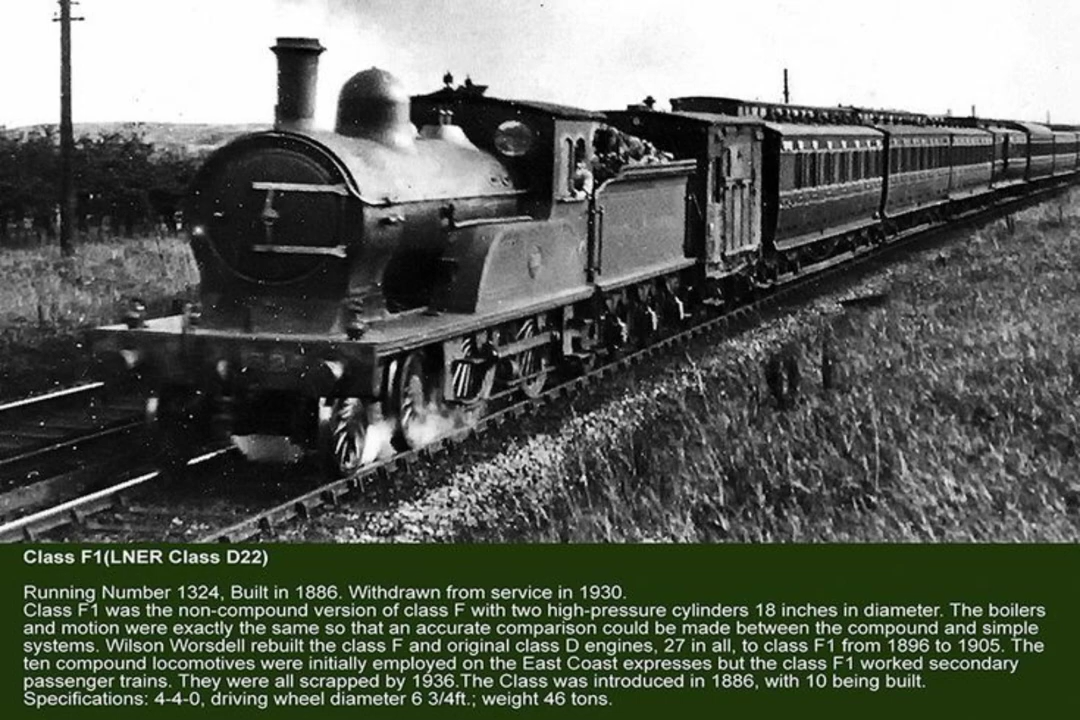 Class F1(LNER Class D22)
Running Number 1324, Built in 1886. Withdrawn from service in 1930.
Class F1 was the non-compound version of class F with two high-pressure cylinders 18 inches in diameter. The boilers
and motion were exactly the same so that an accurate comparison could be made between the compound and simple
systems. Wilson Worsdell rebuilt the class F and original class D engines, 27 in all, to class F1 from 1896 to 1905. The
ten compound locomotives were initially employed on the East Coast expresses but the class F1 worked secondary
passenger trains. They were all scrapped by 1936.The Class was introduced in 1886, with 10 being built.
Specifications: 4-4-0, driving wheel diameter 6 3/4ft.; weight 46 tons.